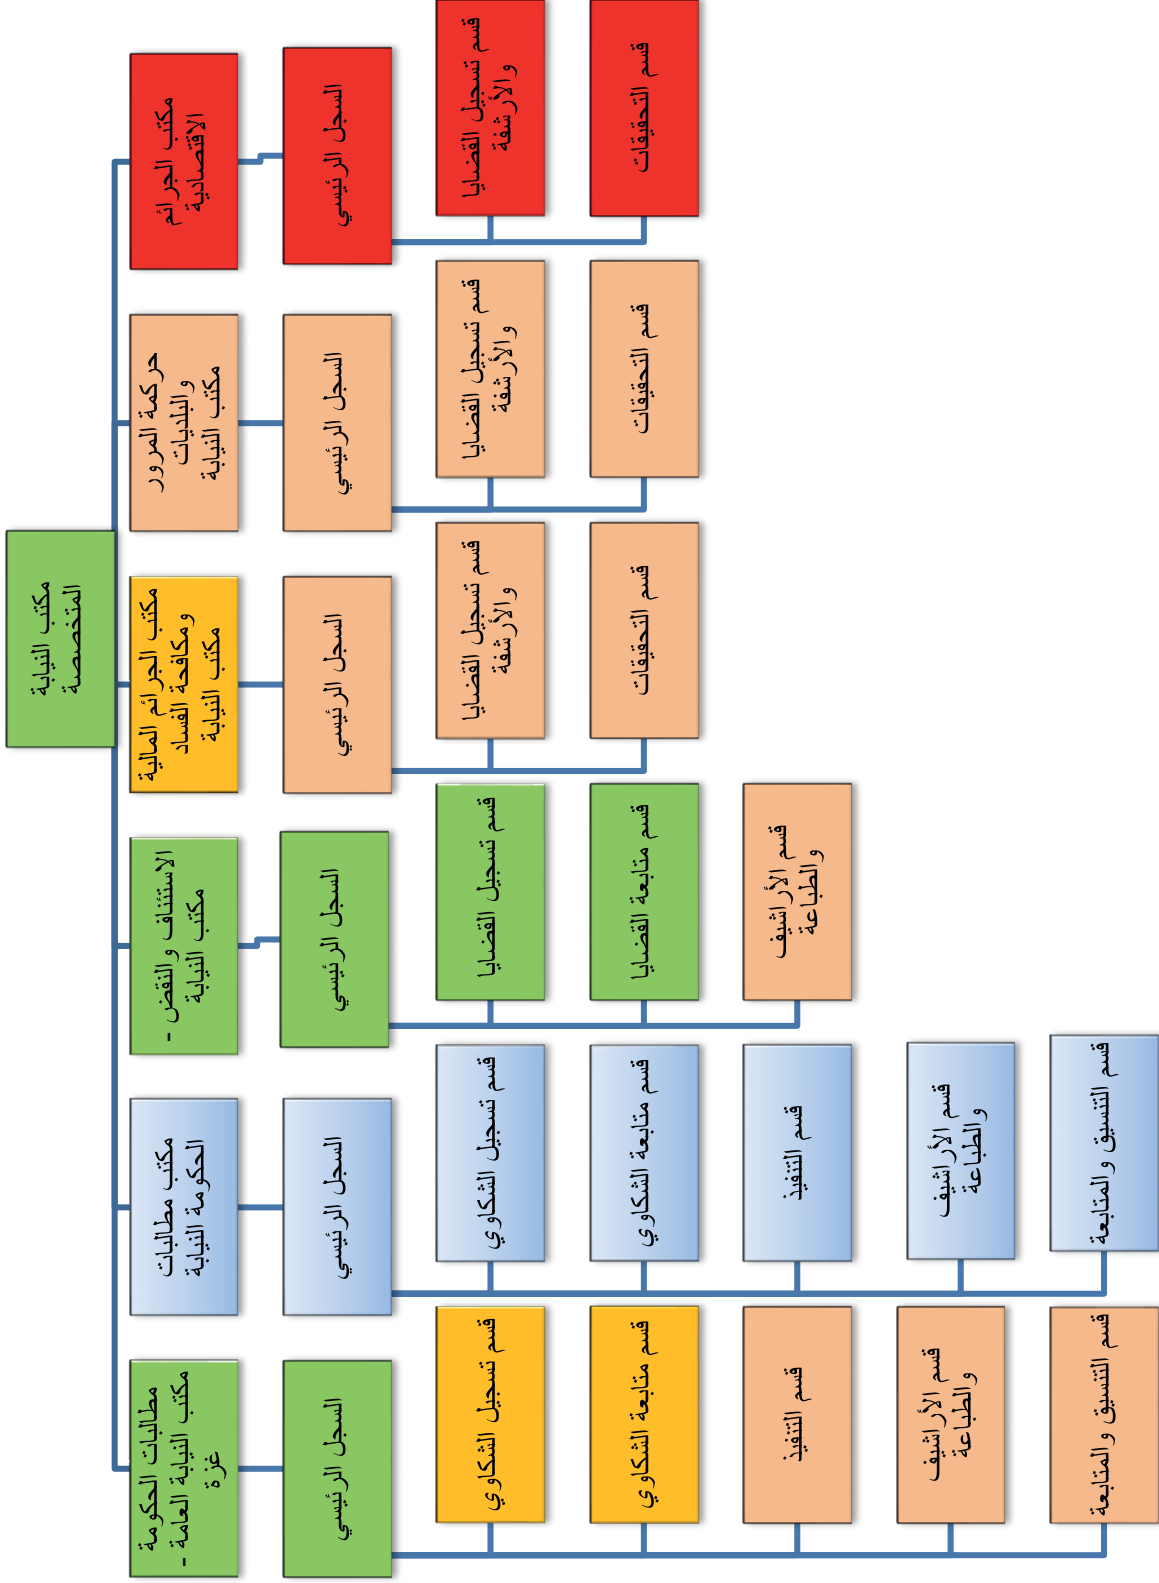 مكتب النيابة
المتخصصة
مكتب الجرائم
الاقتصادية
السجل الرئيسي
قسم تسجيل القضايا
والأرشفة
قسم التحقيقات
حركمة المرور
والبلديات
مكتب النيابة
السجل الرئيسي
قسم تسجيل القضايا
والأرشفة
قسم التحقيقات
مكتب الجرائم المالية
ومكافحة الفساد
مكتب النيابة
السجل الرئيسي
قسم تسجيل القضايا
والأرشفة
قسم التحقيقات
الاستئناف والنقض -
مكتب النيابة
السجل الرئيسي
قسم تسجيل القضايا
قسم متابعة القضايا
قسم الأراشيف
والطباعة
مكتب مطالبات
الحكومة النيابة
السجل الرئيسي
قسم تسجيل الشكاوي
قسم متابعة الشكاوي
قسم التنفيذ
قسم الأراشيف
والطباعة
قسم التنسيق والمتابعة
مطالبات الحكومة
مكتب النيابة العامة -
غزة
السجل الرئيسي
قسم تسجيل الشكاوي
قسم متابعة الشكاوي
قسم التنفيذ
قسم الأراشيف
والطباعة
قسم التنسيق والمتابعة